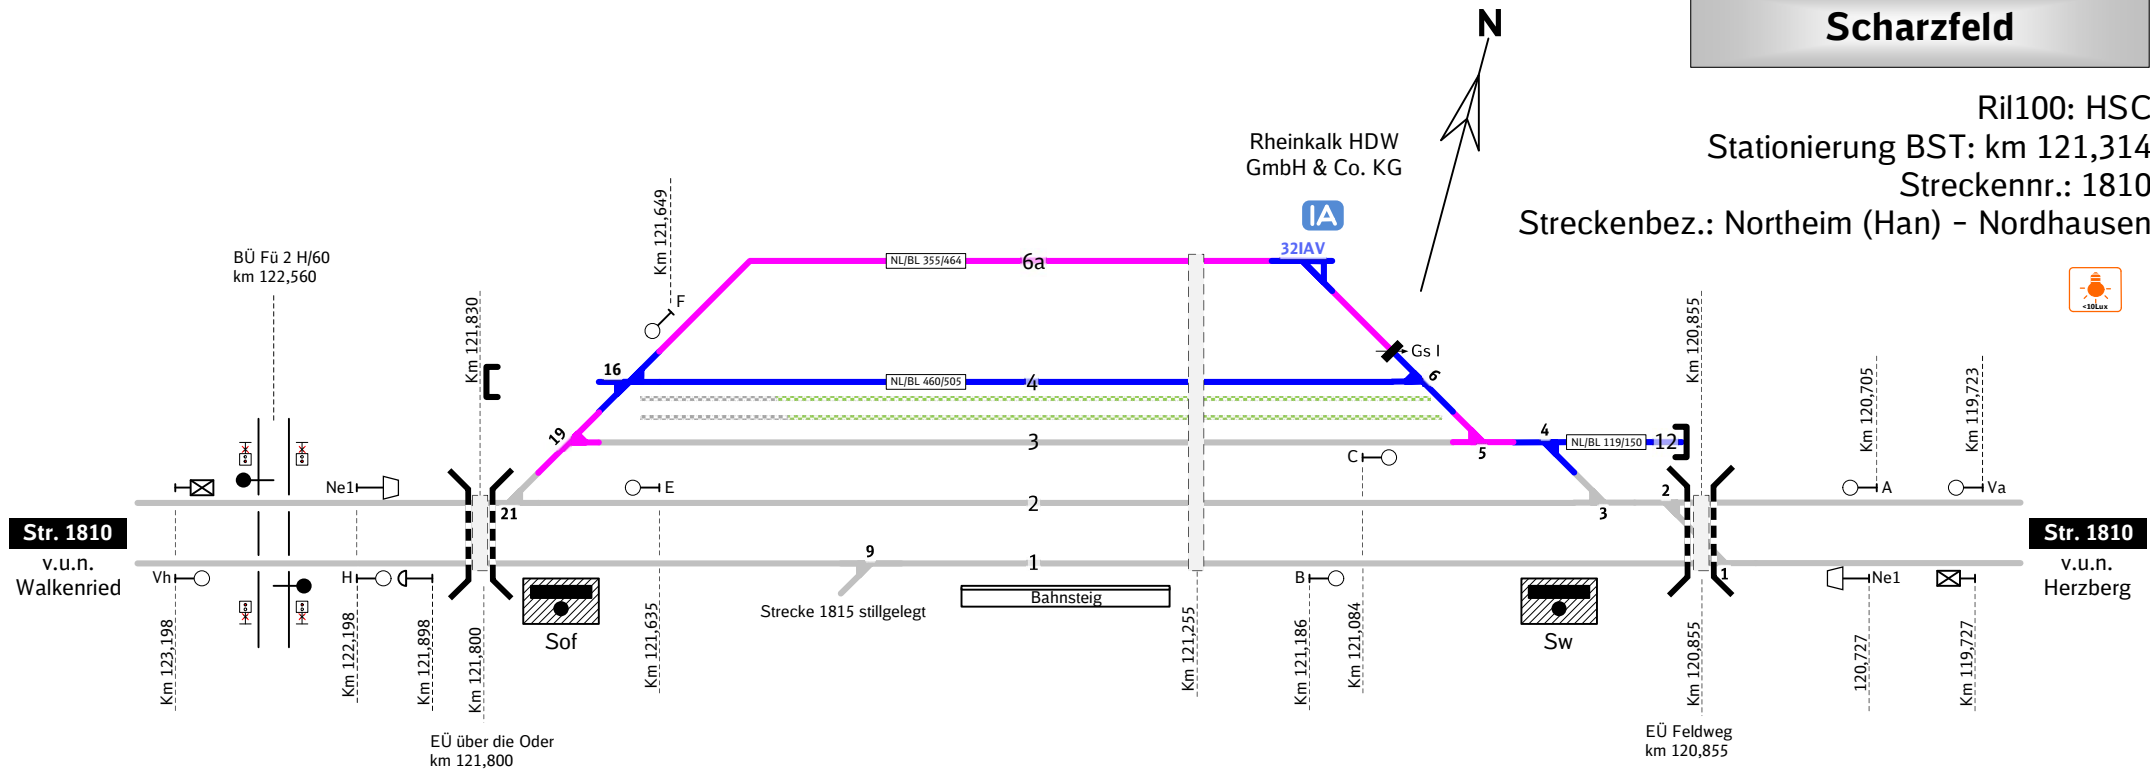 N
Scharzfeld
Ril100: HSC
Stationierung BST: km 121,314
Streckennr.: 1810
Streckenbez.: Northeim (Han) - Nordhausen
Rheinkalk HDW
GmbH & Co. KG
IA
32IAV
<10Lux
BÜ Fü 2 H/60
km 122,560
Km 121,649
F
NL/BL 355/464
6a
Km 121,830
Km 120,855
Gs I
16
NL/BL 460/505
4
6
Km 120,705
Km 119,723
19
3
5
4
NL/BL 119/150
12
C
Ne1
E
A
Va
21
2
3
2
Str. 1810
v.u.n.
Walkenried
Str. 1810
v.u.n.
Herzberg
9
1
1
Vh
H
B
Ne1
Bahnsteig
Strecke 1815 stillgelegt
Sof
Sw
Km 123,198
Km 122,198
Km 121,898
Km 121,800
Km 121,635
Km 121,255
Km 121,186
Km 121,084
Km 120,855
120,727
Km 119,727
EÜ über die Oder
km 121,800
EÜ Feldweg
km 120,855